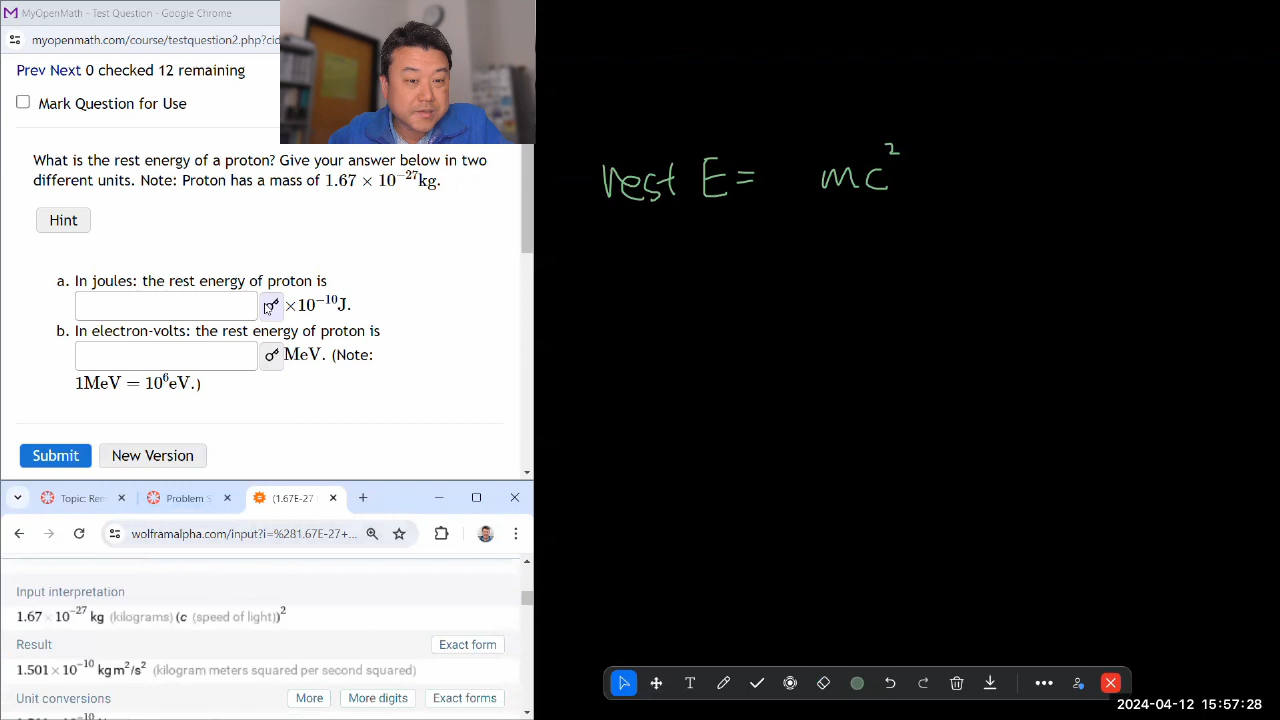 MyOpenMath - Test Question - Google Chrome
myopenmath.com/course/testquestion2.php?cid
Prev Next 0 checked 12 remaining
Mark Question for Use
What is the rest energy of a proton? Give your answer below in two
different units. Note: Proton has a mass of 1.67 × 10⁻²⁷kg.
Hint
a. In joules: the rest energy of proton is
×10⁻¹⁰J.
b. In electron-volts: the rest energy of proton is
MeV. (Note:
1MeV = 10⁶eV.)
Submit New Version
Topic: Rem Problem S (1.67E-27
wolframalpha.com/input?i=%281.67E-27+...
Input interpretation
1.67 × 10⁻²⁷ kg (kilograms) (c (speed of light))²
Result Exact form
1.501 × 10⁻¹⁰ kg m²/s² (kilogram meters squared per second squared)
Unit conversions More More digits Exact forms
rest E = mc²
T
2024-04-12 15:57:28